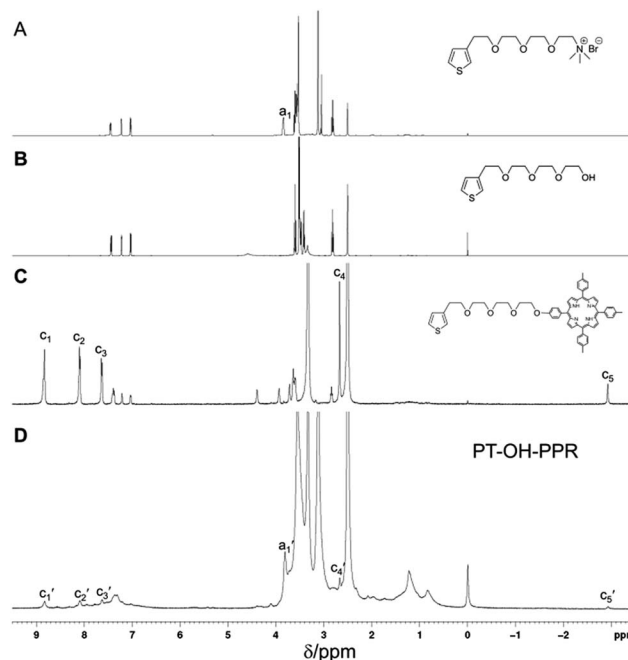 A
a₁
S
O
O
O
N
⊕
Br
⊖
B
S
O
O
O
OH
C
c₁
c₂
c₃
c₄
c₅
S
O
O
O
O
NH
N
N
HN
D
PT-OH-PPR
c₁′
c₂′
c₃′
a₁′
c₄′
c₅′
9 8 7 6 5 4 3 2 1 0 −1 −2 ppm
δ/ppm